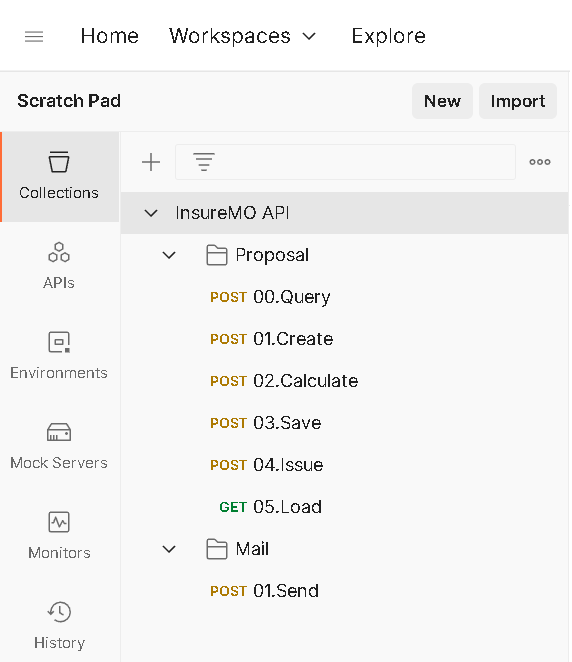 Home Workspaces Explore
Scratch Pad New Import
Collections
APIs
Environments
Mock Servers
Monitors
History
InsureMO API
Proposal
POST 00.Query
POST 01.Create
POST 02.Calculate
POST 03.Save
POST 04.Issue
GET 05.Load
Mail
POST 01.Send